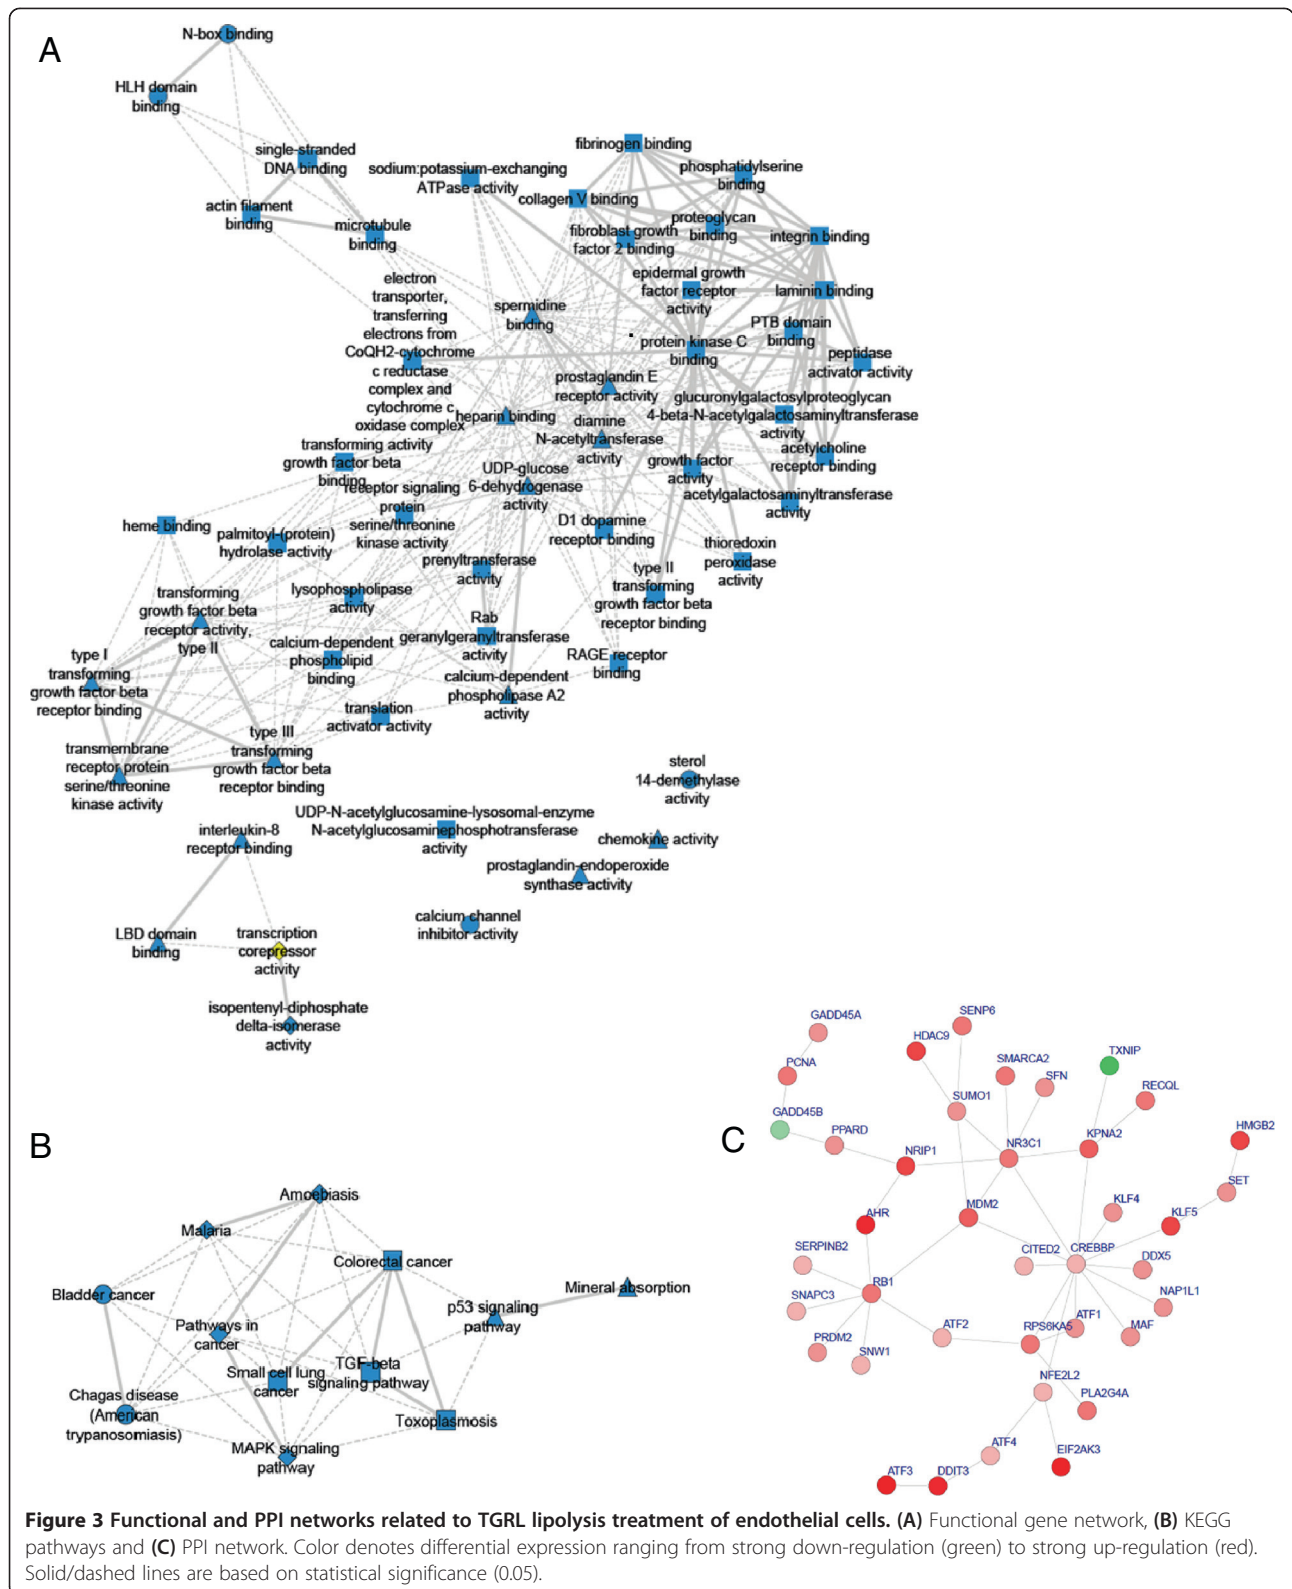 A
N-box binding
HLH domain
binding
single-stranded
DNA binding
actin filament
binding
microtubule
binding
sodium:potassium-exchanging
ATPase activity
fibrinogen binding
phosphatidylserine
binding
collagen V binding
proteoglycan
binding
fibroblast growth
factor 2 binding
integrin binding
epidermal growth
factor receptor
activity
laminin binding
electron
transporter,
transferring
electrons from
CoQH2-cytochrome
c reductase
complex and
cytochrome c
oxidase complex
spermidine
binding
PTB domain
binding
protein kinase C
binding
peptidase
activator activity
prostaglandin E
receptor activity
glucuronylgalactosylproteoglycan
4-beta-N-acetylgalactosaminyltransferase
activity
heparin binding
diamine
N-acetyltransferase
activity
transforming activity
growth factor beta
binding
acetylcholine
receptor binding
growth factor
activity
UDP-glucose
6-dehydrogenase
activity
receptor signaling
protein
serine/threonine
kinase activity
acetylgalactosaminyltransferase
activity
heme binding
palmitoyl-(protein)
hydrolase activity
D1 dopamine
receptor binding
thioredoxin
peroxidase
activity
prenyltransferase
activity
type II
transforming
growth factor beta
receptor binding
lysophospholipase
activity
transforming
growth factor beta
receptor activity,
type II
Rab
geranylgeranyltransferase
activity
calcium-dependent
phospholipid
binding
RAGE receptor
binding
type I
transforming
growth factor beta
receptor binding
calcium-dependent
phospholipase A2
activity
translation
activator activity
type III
transforming
growth factor beta
receptor binding
transmembrane
receptor protein
serine/threonine
kinase activity
sterol
14-demethylase
activity
UDP-N-acetylglucosamine-lysosomal-enzyme
N-acetylglucosaminephosphotransferase
activity
interleukin-8
receptor binding
chemokine activity
prostaglandin-endoperoxide
synthase activity
calcium channel
inhibitor activity
LBD domain
binding
transcription
corepressor
activity
isopentenyl-diphosphate
delta-isomerase
activity
B
Amoebiasis
Malaria
Colorectal cancer
Bladder cancer
Mineral absorption
p53 signaling
pathway
Pathways in
cancer
TGF-beta
signaling pathway
Small cell lung
cancer
Chagas disease
(American
trypanosomiasis)
Toxoplasmosis
MAPK signaling
pathway
C
GADD45A
SENP6
HDAC9
PCNA
SMARCA2
TXNIP
SFN
RECQL
SUMO1
GADD45B
PPARD
NRIP1
NR3C1
KPNA2
HMGB2
SET
AHR
MDM2
KLF4
KLF5
SERPINB2
CITED2
CREBBP
DDX5
RB1
SNAPC3
NAP1L1
ATF1
MAF
PRDM2
SNW1
ATF2
RPS6KA5
NFE2L2
PLA2G4A
ATF4
EIF2AK3
ATF3
DDIT3
Figure 3 Functional and PPI networks related to TGRL lipolysis treatment of endothelial cells. (A) Functional gene network, (B) KEGG
pathways and (C) PPI network. Color denotes differential expression ranging from strong down-regulation (green) to strong up-regulation (red).
Solid/dashed lines are based on statistical significance (0.05).